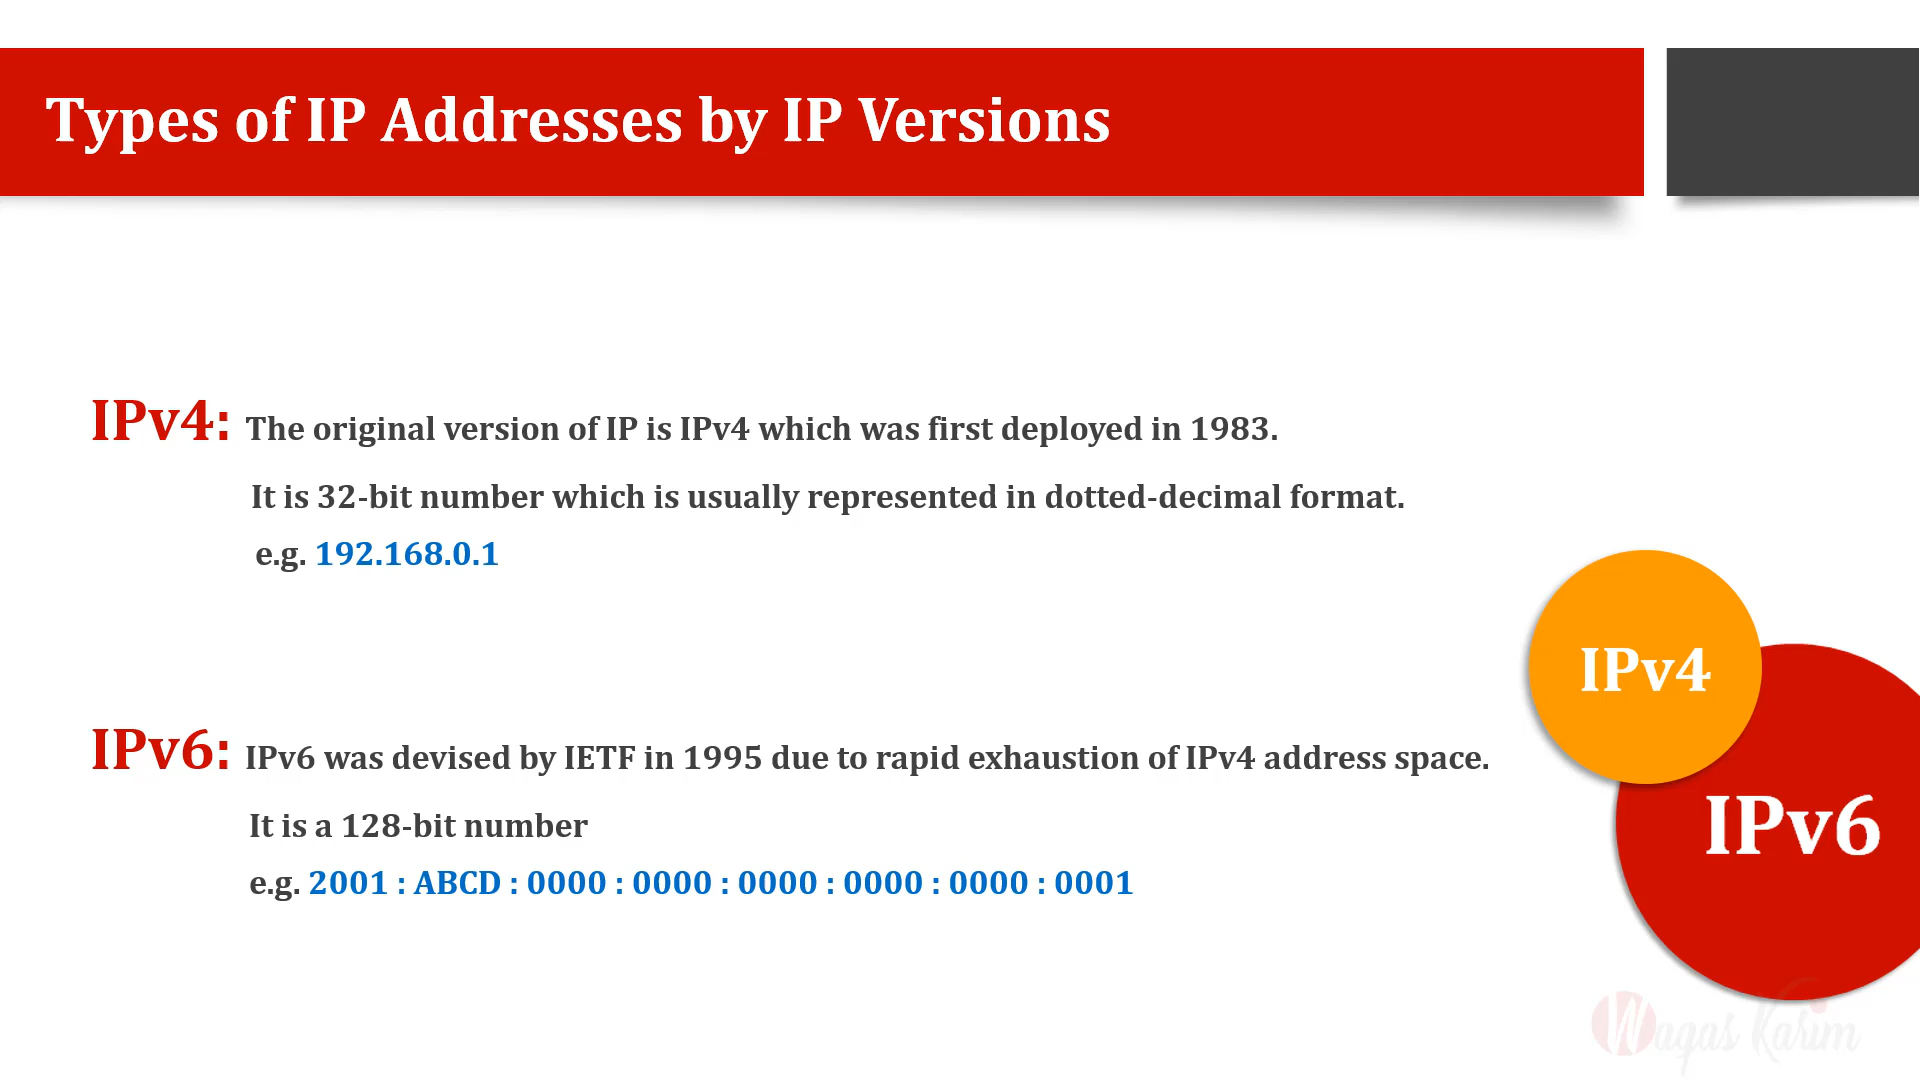 Types of IP Addresses by IP Versions
IPv4: The original version of IP is IPv4 which was first deployed in 1983.
It is 32-bit number which is usually represented in dotted-decimal format.
e.g. 192.168.0.1
IPv6: IPv6 was devised by IETF in 1995 due to rapid exhaustion of IPv4 address space.
It is a 128-bit number
e.g. 2001 : ABCD : 0000 : 0000 : 0000 : 0000 : 0000 : 0001
IPv4
IPv6
Waqas Karim